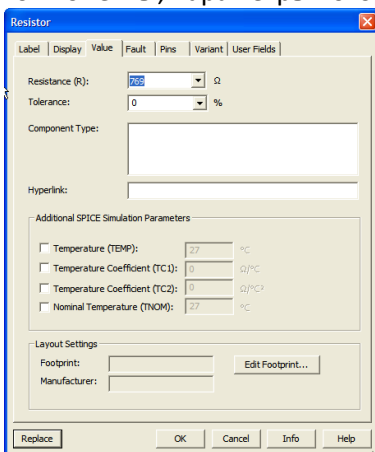 Resistor
Label Display Value Fault Pins Variant User Fields
Resistance (R): 769 Ω
Tolerance: 0 %
Component Type:
Hyperlink:
Additional SPICE Simulation Parameters
Temperature (TEMP): 27 °C
Temperature Coefficient (TC1): 0 Ω/°C
Temperature Coefficient (TC2): 0 Ω/°C²
Nominal Temperature (TNOM): 27 °C
Layout Settings
Footprint: Edit Footprint...
Manufacturer:
Replace OK Cancel Info Help